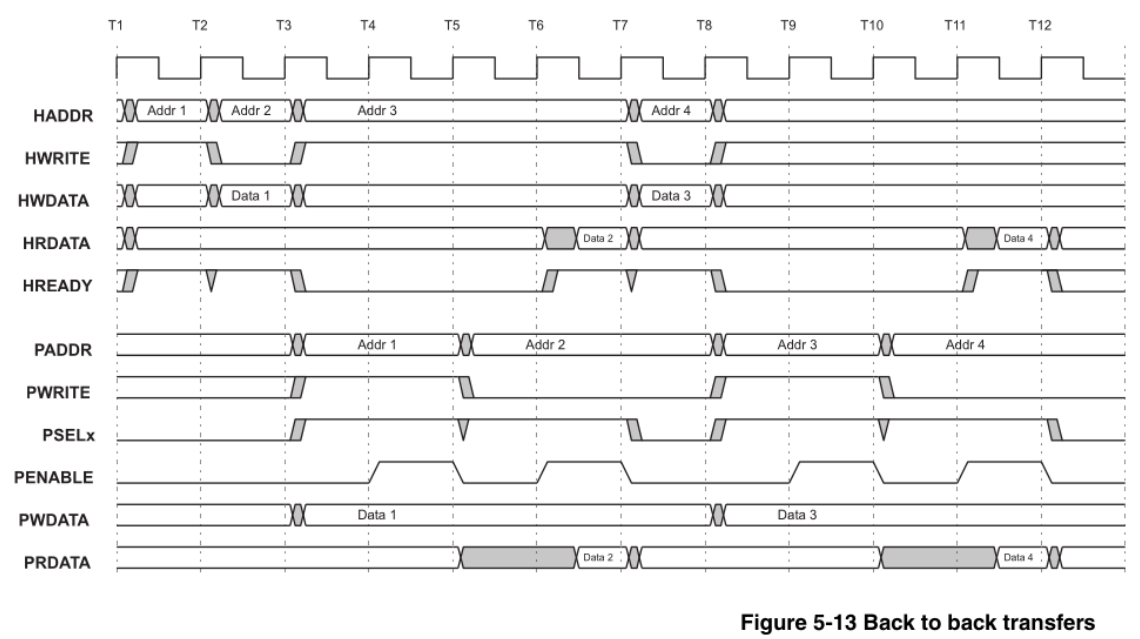 T1 T2 T3 T4 T5 T6 T7 T8 T9 T10 T11 T12
HADDR Addr 1 Addr 2 Addr 3 Addr 4
HWRITE
HWDATA Data 1 Data 3
HRDATA Data 2 Data 4
HREADY
PADDR Addr 1 Addr 2 Addr 3 Addr 4
PWRITE
PSELx
PENABLE
PWDATA Data 1 Data 3
PRDATA Data 2 Data 4
Figure 5-13 Back to back transfers